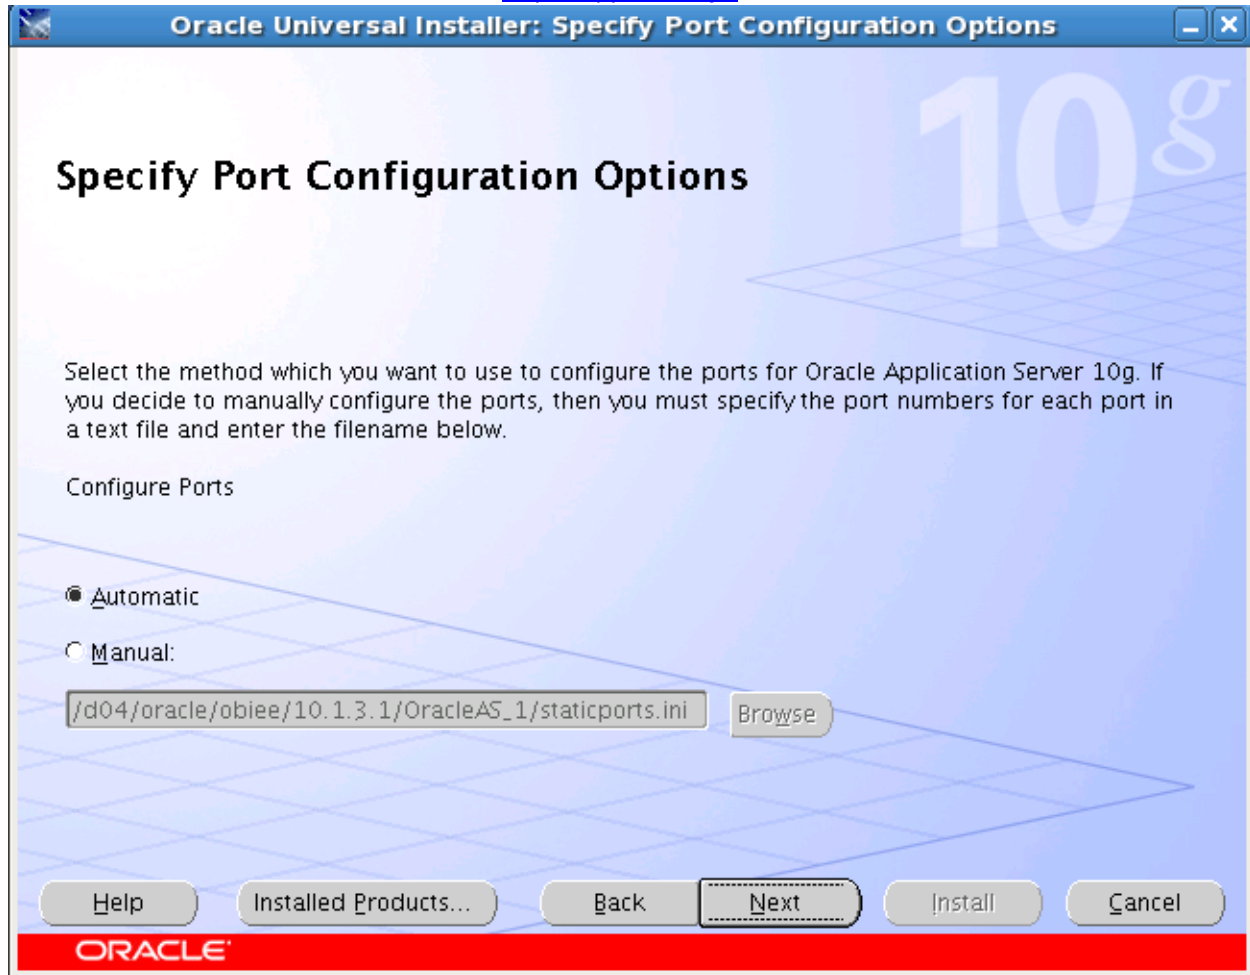 Oracle Universal Installer: Specify Port Configuration Options
10g
Specify Port Configuration Options
Select the method which you want to use to configure the ports for Oracle Application Server 10g. If
you decide to manually configure the ports, then you must specify the port numbers for each port in
a text file and enter the filename below.
Configure Ports
Automatic
Manual:
/d04/oracle/obiee/10.1.3.1/OracleAS_1/staticports.ini Browse
Help Installed Products... Back Next Install Cancel
ORACLE